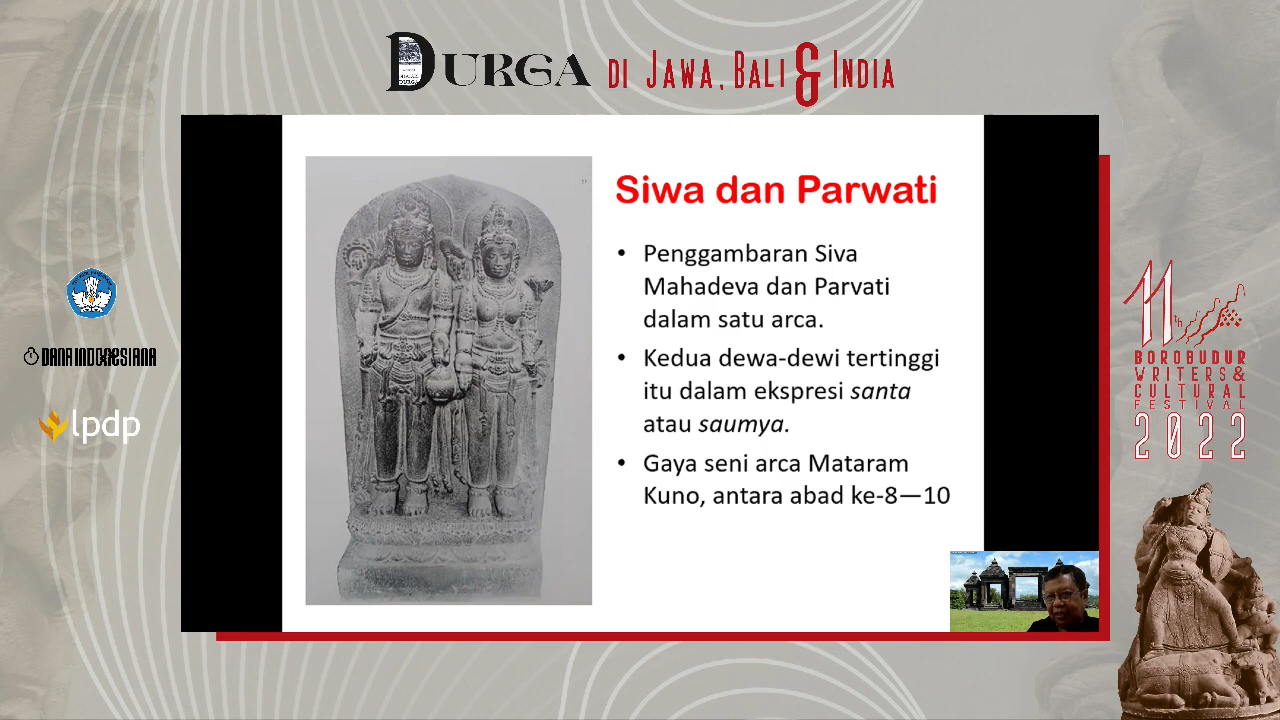 DURGA DI JAWA, BALI & INDIA
Siwa dan Parwati
• Penggambaran Siva
Mahadeva dan Parvati
dalam satu arca.
• Kedua dewa-dewi tertinggi
itu dalam ekspresi santa
atau saumya.
• Gaya seni arca Mataram
Kuno, antara abad ke-8—10
DANA INDONESIANA
lpdp
11th
BOROBUDUR
WRITERS &
CULTURAL
FESTIVAL
2022